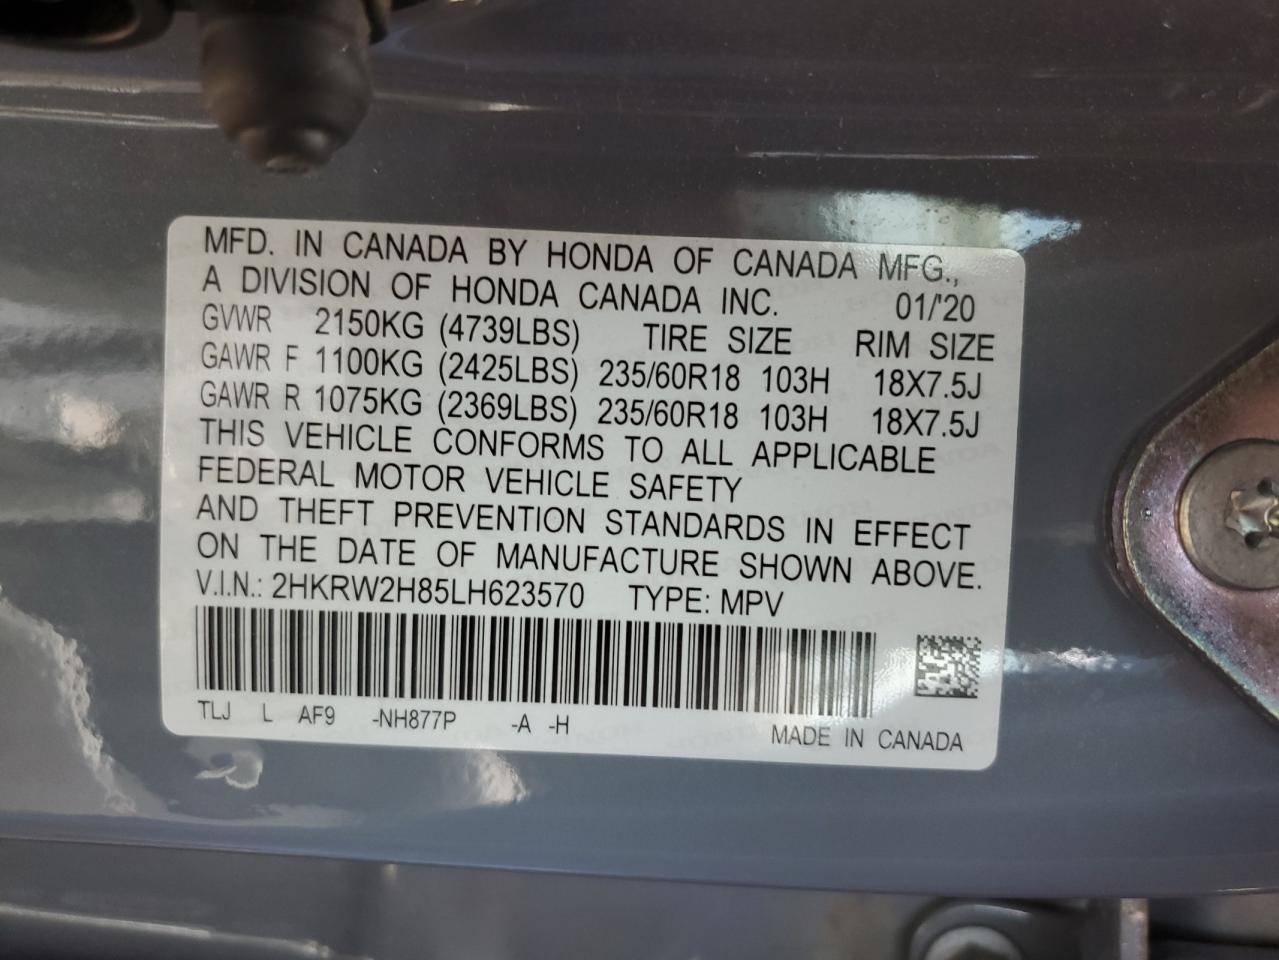 MFD. IN CANADA BY HONDA OF CANADA MFG.,
A DIVISION OF HONDA CANADA INC. 01/'20
GVWR 2150KG (4739LBS) TIRE SIZE RIM SIZE
GAWR F 1100KG (2425LBS) 235/60R18 103H 18X7.5J
GAWR R 1075KG (2369LBS) 235/60R18 103H 18X7.5J
THIS VEHICLE CONFORMS TO ALL APPLICABLE
FEDERAL MOTOR VEHICLE SAFETY
AND THEFT PREVENTION STANDARDS IN EFFECT
ON THE DATE OF MANUFACTURE SHOWN ABOVE.
V.I.N.: 2HKRW2H85LH623570 TYPE: MPV
TLJ L AF9 -NH877P -A -H MADE IN CANADA